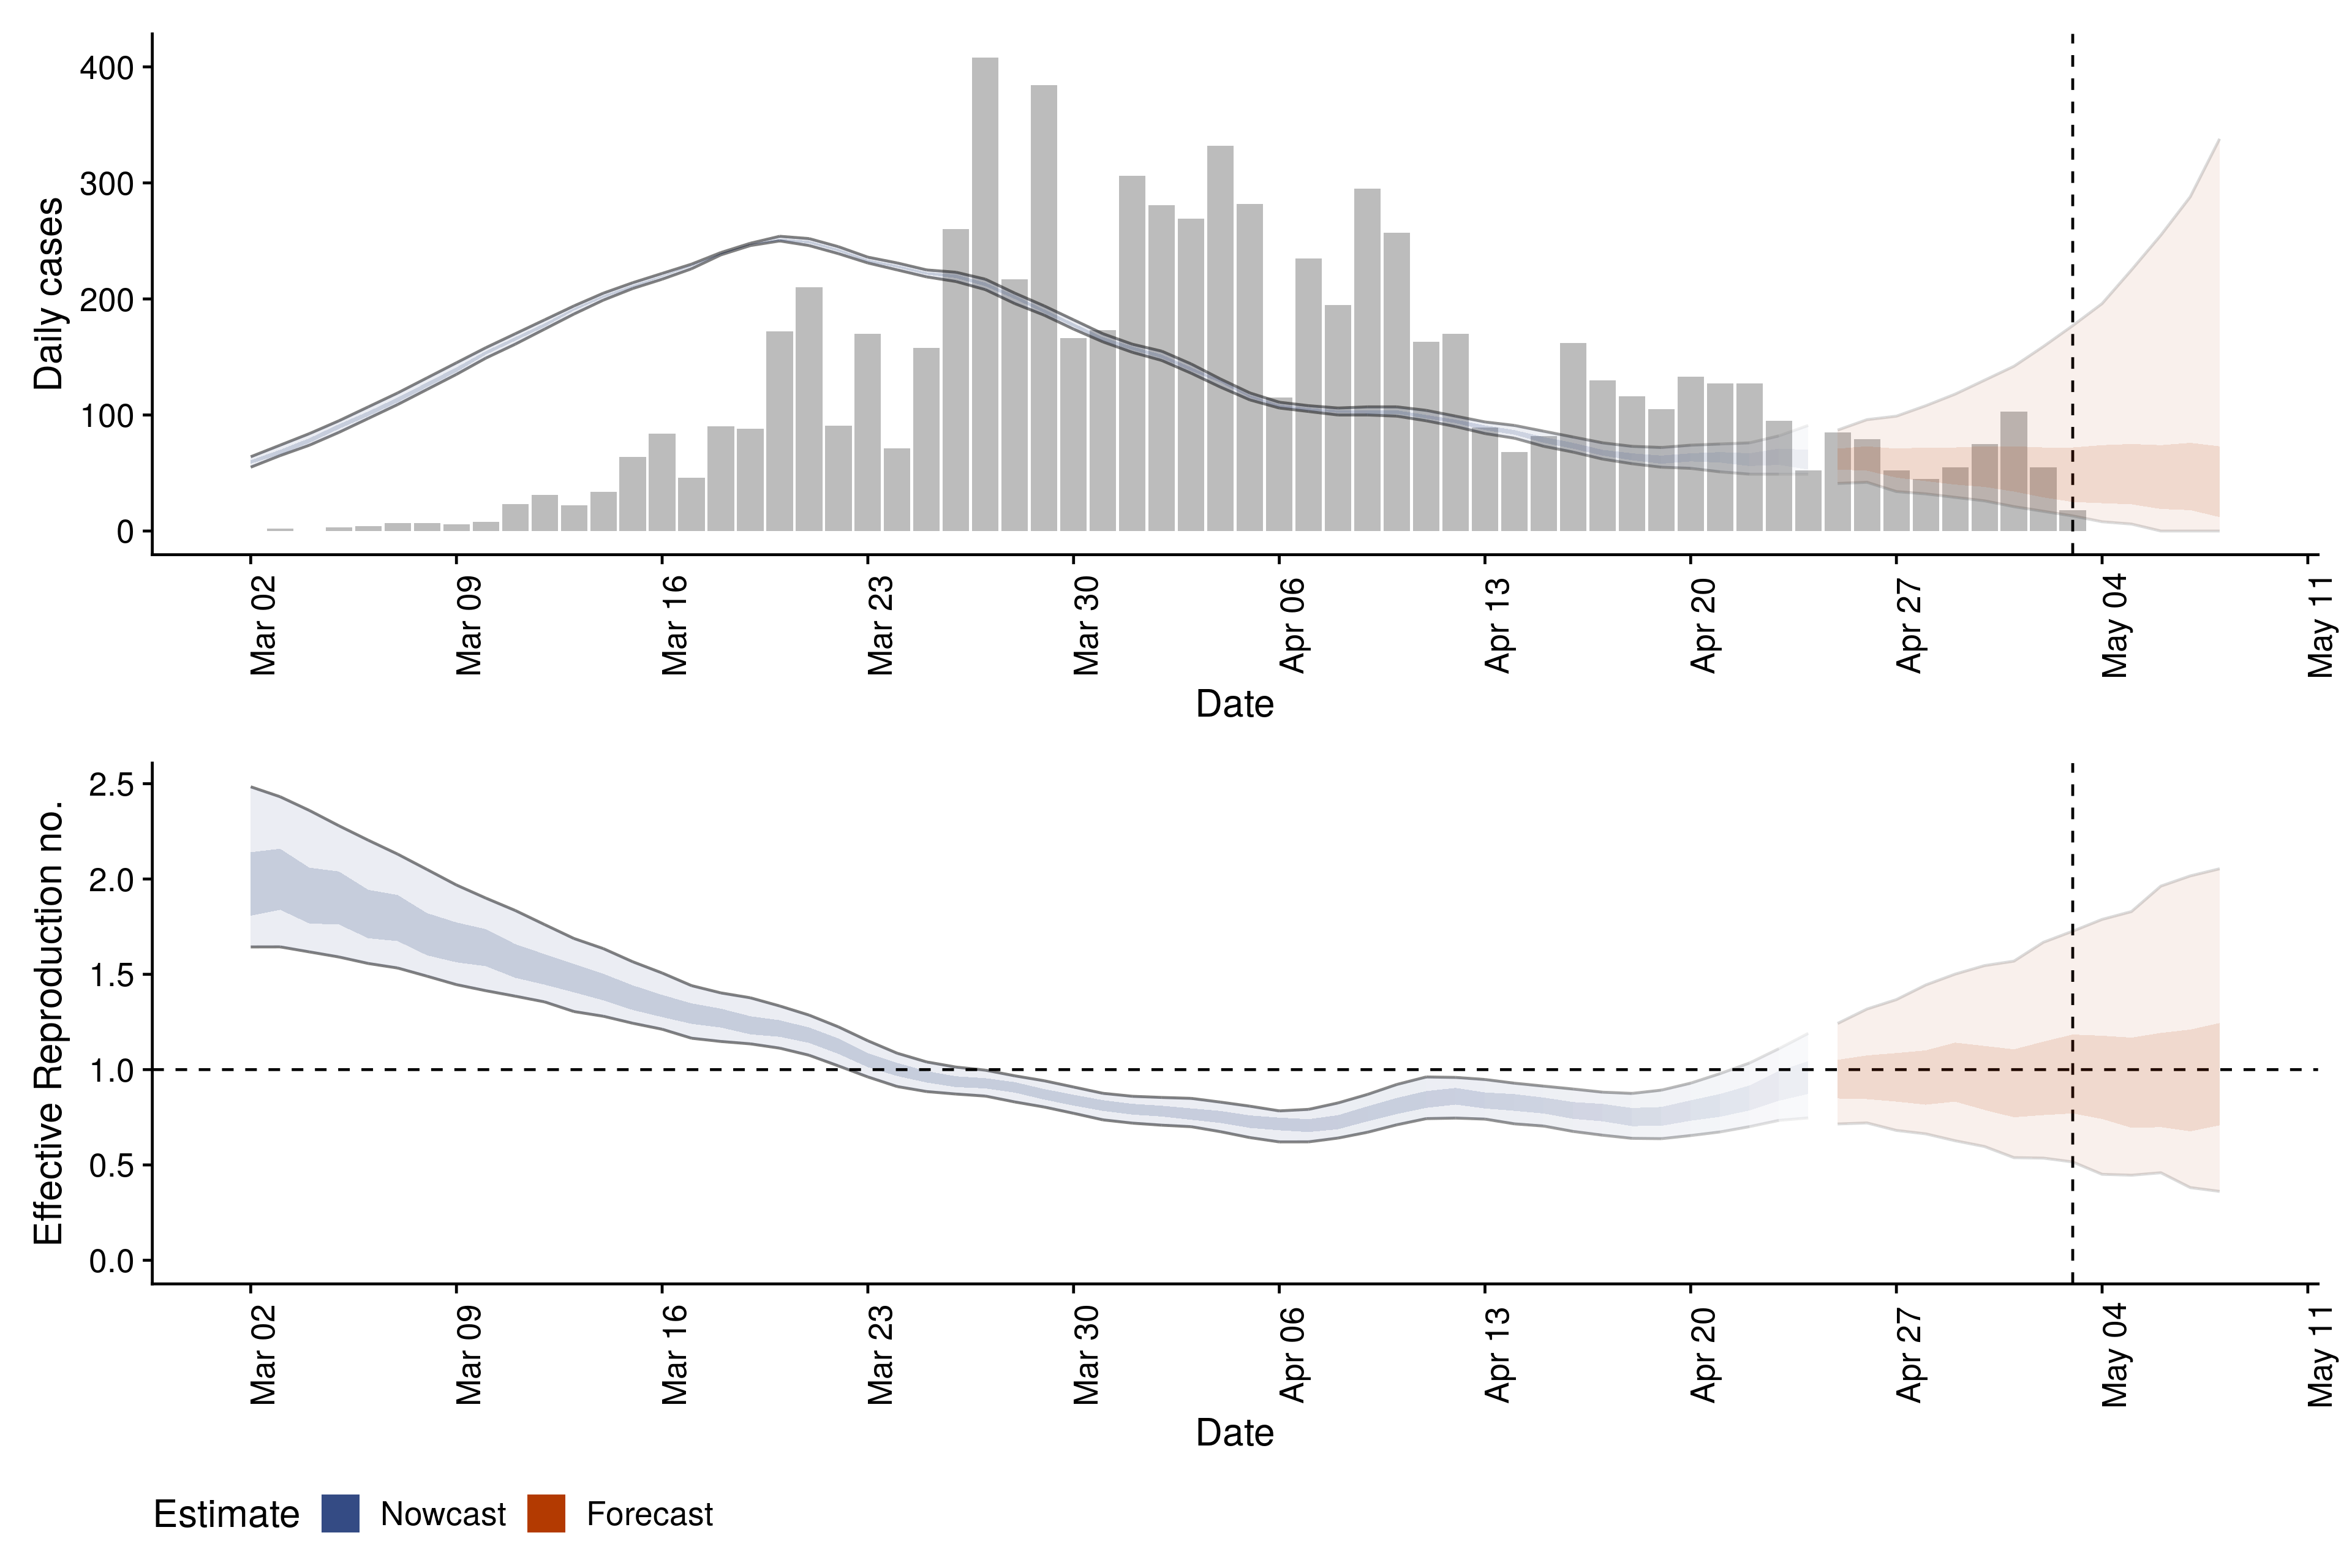 Daily cases
400
300
200
100
0
Mar 02
Mar 09
Mar 16
Mar 23
Mar 30
Apr 06
Apr 13
Apr 20
Apr 27
May 04
May 11
Date
Effective Reproduction no.
2.5
2.0
1.5
1.0
0.5
0.0
Mar 02
Mar 09
Mar 16
Mar 23
Mar 30
Apr 06
Apr 13
Apr 20
Apr 27
May 04
May 11
Date
Estimate Nowcast Forecast